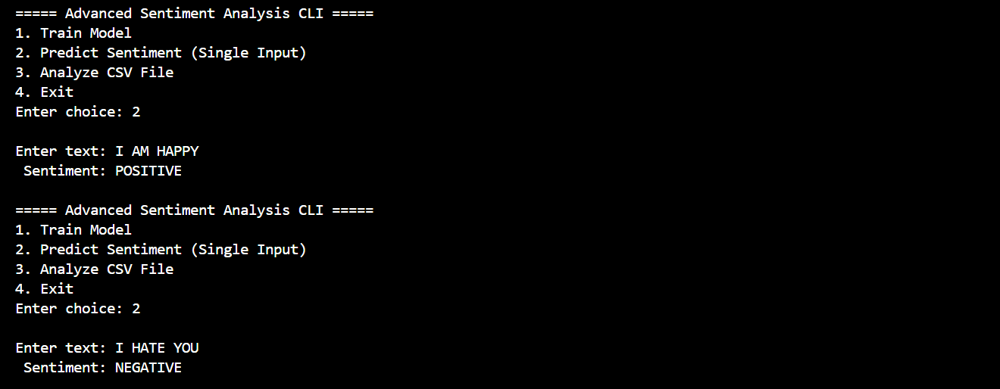 ===== Advanced Sentiment Analysis CLI =====
1. Train Model
2. Predict Sentiment (Single Input)
3. Analyze CSV File
4. Exit
Enter choice: 2
Enter text: I AM HAPPY
Sentiment: POSITIVE
===== Advanced Sentiment Analysis CLI =====
1. Train Model
2. Predict Sentiment (Single Input)
3. Analyze CSV File
4. Exit
Enter choice: 2
Enter text: I HATE YOU
Sentiment: NEGATIVE